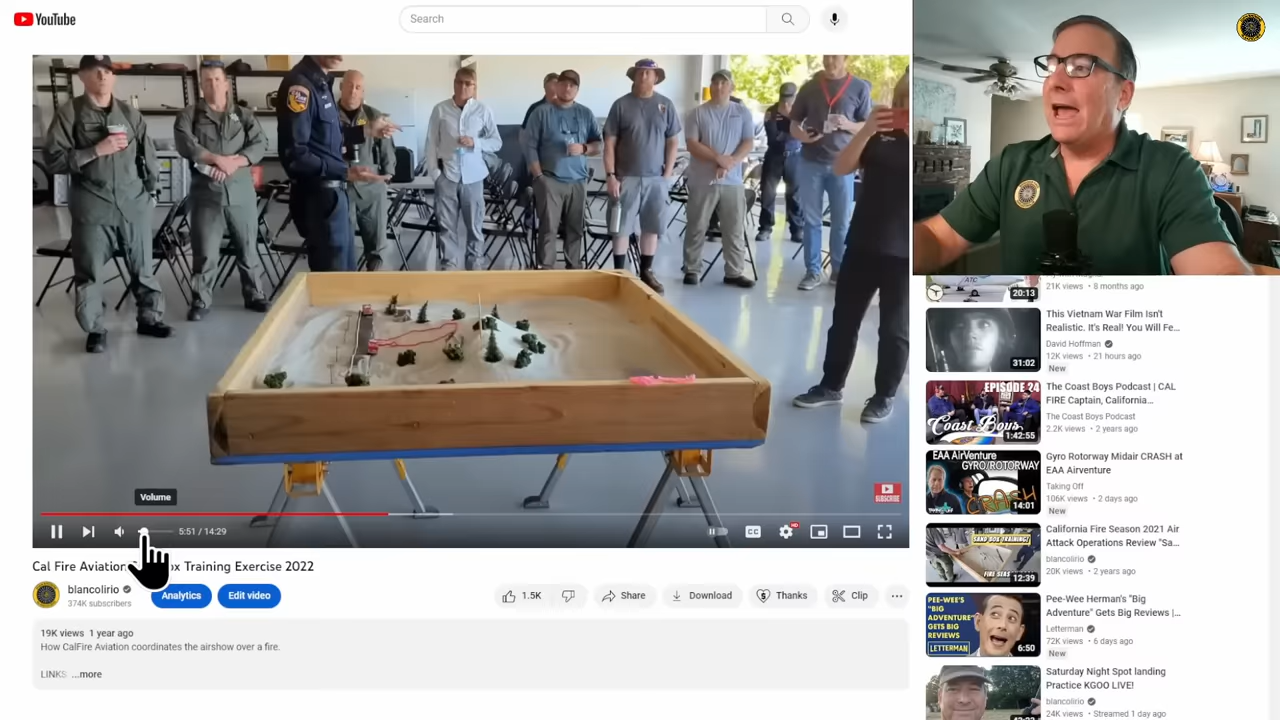 YouTube
Search
SUBSCRIBE
Volume
5:51 / 14:29
CC
HD
Cal Fire Aviation
ox Training Exercise 2022
blancolirio
374K subscribers
Analytics
Edit video
1.5K
Share
Download
Thanks
Clip
19K views 1 year ago
How CalFire Aviation coordinates the airshow over a fire.
LINKS: ...more
20:13
21K views • 8 months ago
31:02
This Vietnam War Film Isn't
Realistic. It's Real! You Will Fe...
David Hoffman
12K views • 21 hours ago
New
EPISODE 24
Coast Boys
1:42:55
The Coast Boys Podcast | CAL
FIRE Captain, California...
The Coast Boys Podcast
2.2K views • 2 years ago
EAA AirVenture
GYRO/ROTORWAY
CRASH
14:01
Gyro Rotorway Midair CRASH at
EAA Airventure
Taking Off
106K views • 2 days ago
New
SAND BOX TRAINING!
12:39
California Fire Season 2021 Air
Attack Operations Review "Sa...
blancolirio
20K views • 2 years ago
PEE-WEE'S
"BIG
ADVENTURE"
GETS BIG
REVIEWS
LETTERMAN
6:50
Pee-Wee Herman's "Big
Adventure" Gets Big Reviews |...
Letterman
72K views • 6 days ago
New
Saturday Night Spot landing
Practice KGOO LIVE!
blancolirio
24K views • Streamed 1 day ago